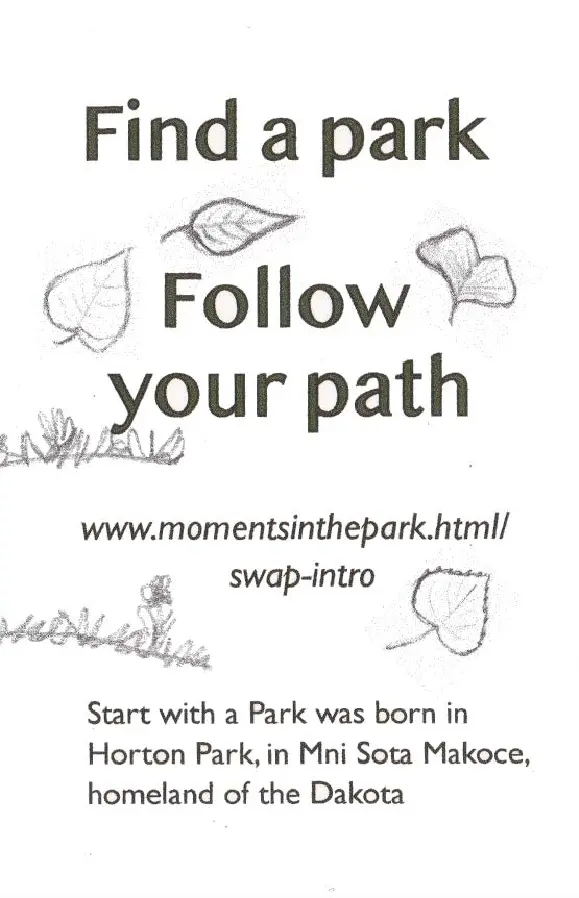 Find a park
Follow
your path
www.momentsinthepark.html/
swap-intro
Start with a Park was born in
Horton Park, in Mni Sota Makoce,
homeland of the Dakota